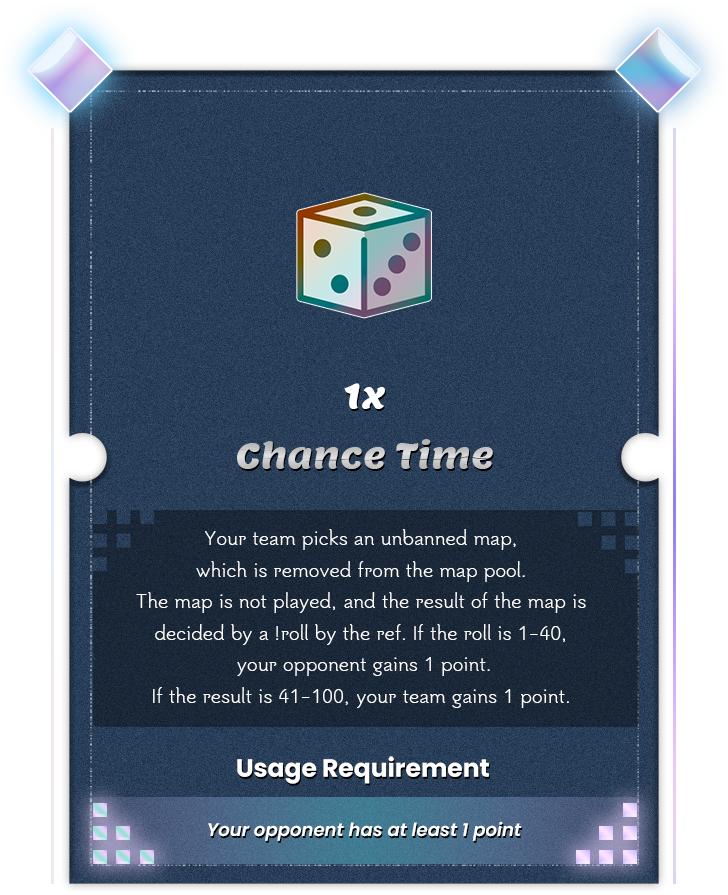 1x
Chance Time
Your team picks an unbanned map,
which is removed from the map pool.
The map is not played, and the result of the map is
decided by a !roll by the ref. If the roll is 1-40,
your opponent gains 1 point.
If the result is 41-100, your team gains 1 point.
Usage Requirement
Your opponent has at least 1 point